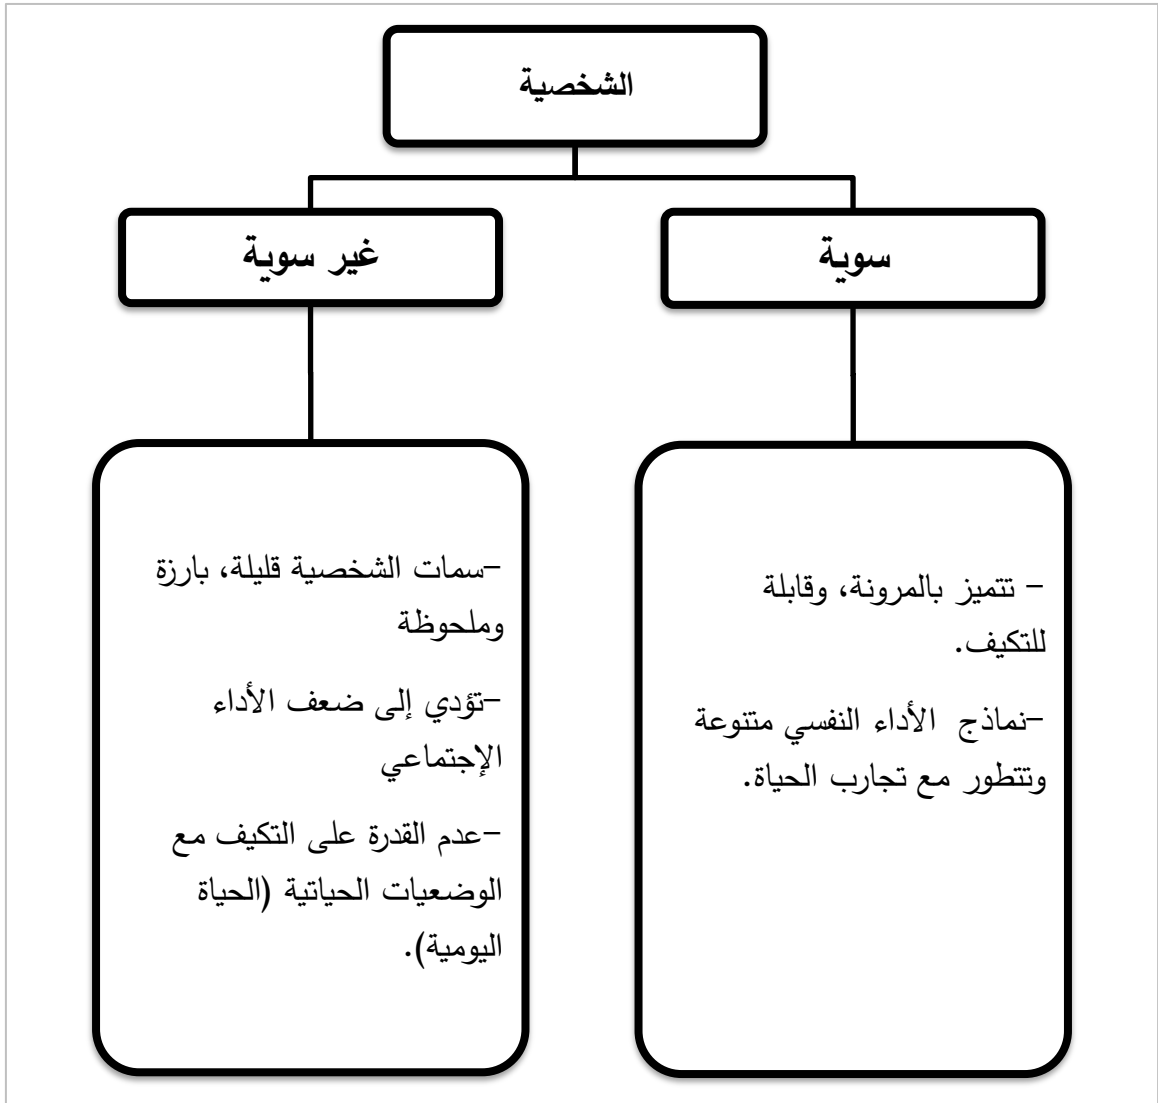 الشخصية
سوية
غير سوية
- تتميز بالمرونة، وقابلة
للتكيف.
-نماذج الأداء النفسي متنوعة
وتتطور مع تجارب الحياة.
-سمات الشخصية قليلة، بارزة
وملحوظة
-تؤدي إلى ضعف الأداء
الإجتماعي
-عدم القدرة على التكيف مع
الوضعيات الحياتية (الحياة
اليومية).